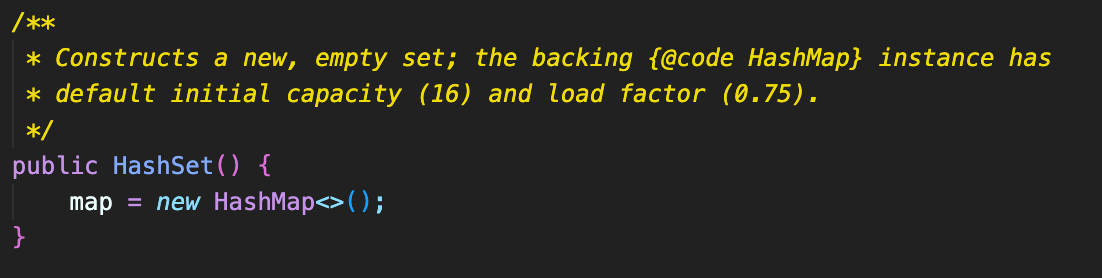 /**
 * Constructs a new, empty set; the backing {@code HashMap} instance has
 * default initial capacity (16) and load factor (0.75).
 */
public HashSet() {
    map = new HashMap<>();
}